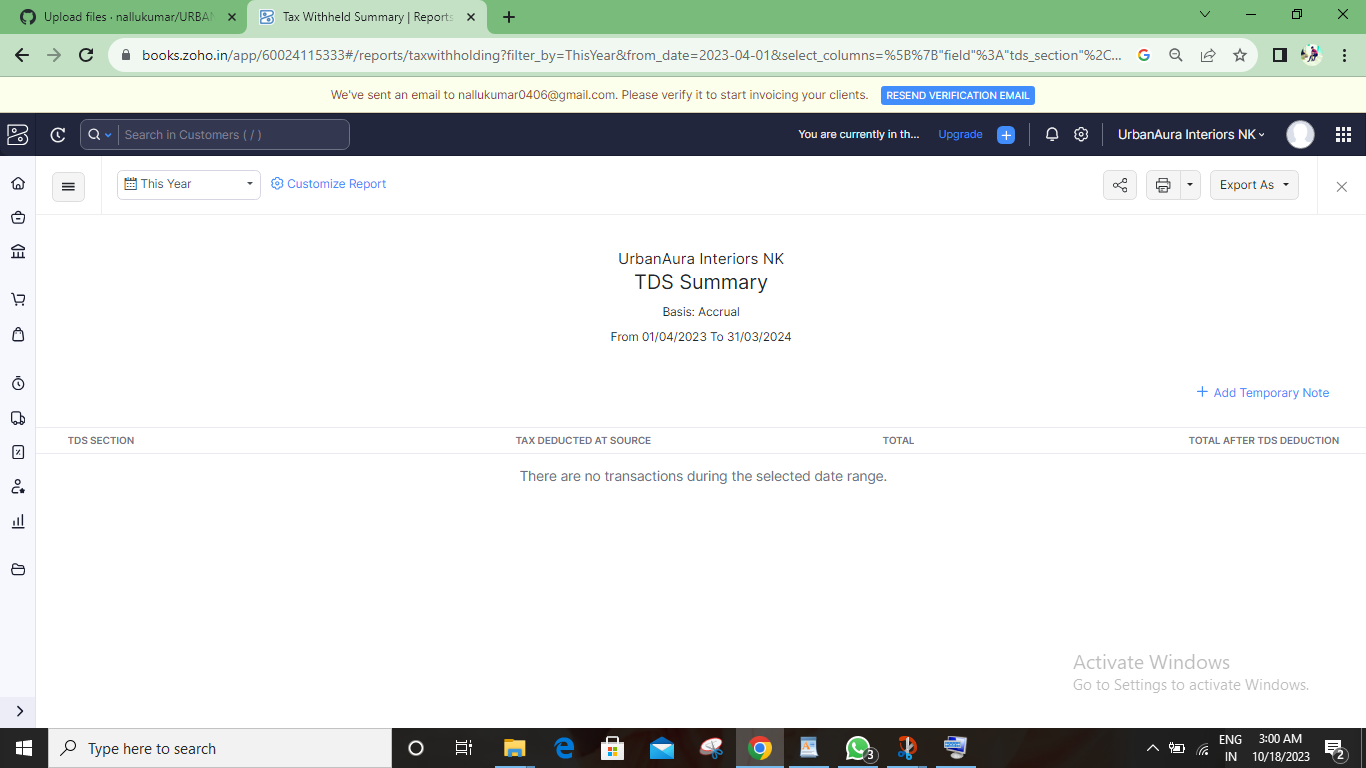 Upload files · nallukumar/URBAN
Tax Withheld Summary | Reports
books.zoho.in/app/60024115333#/reports/taxwithholding?filter_by=ThisYear&from_date=2023-04-01&select_columns=%5B%7B"field"%3A"tds_section"%2C...
We've sent an email to nallukumar0406@gmail.com. Please verify it to start invoicing your clients. RESEND VERIFICATION EMAIL
Search in Customers ( / )
You are currently in th... Upgrade
UrbanAura Interiors NK
This Year
Customize Report
Export As
UrbanAura Interiors NK
TDS Summary
Basis: Accrual
From 01/04/2023 To 31/03/2024
+ Add Temporary Note
TDS SECTION TAX DEDUCTED AT SOURCE TOTAL TOTAL AFTER TDS DEDUCTION
There are no transactions during the selected date range.
Activate Windows
Go to Settings to activate Windows.
Type here to search
3
ENG
IN
3:00 AM
10/18/2023
2